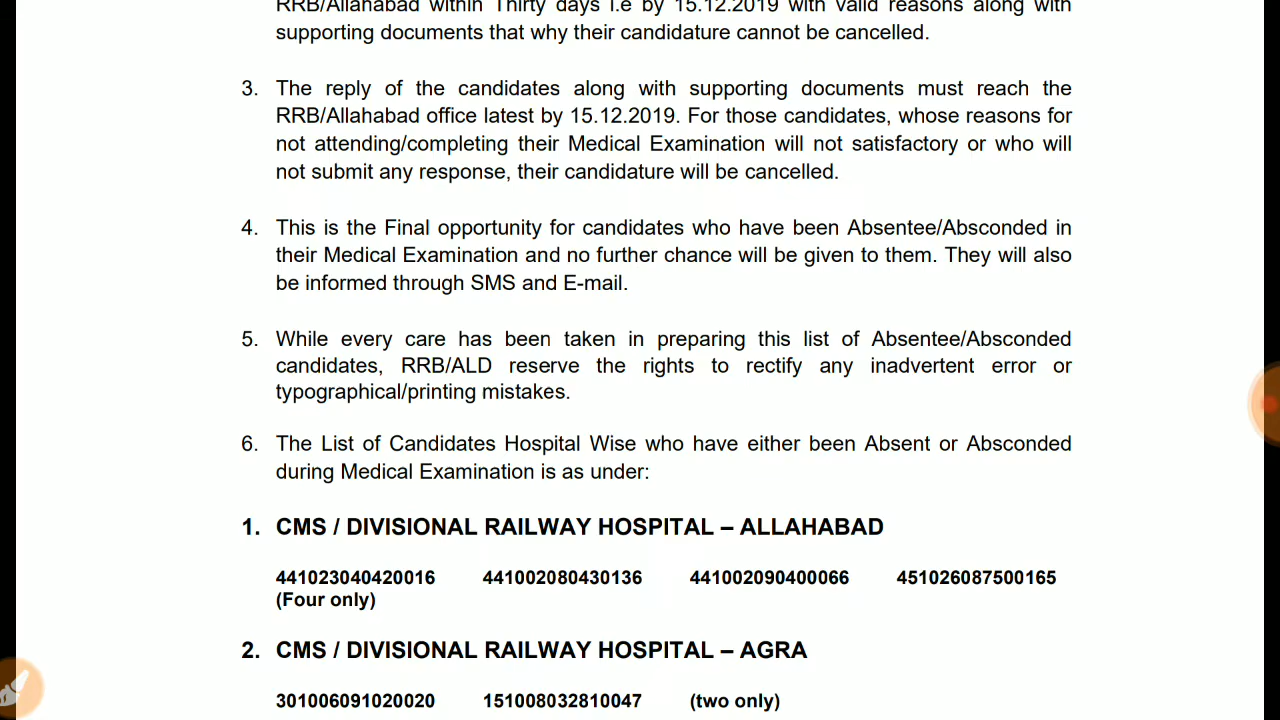 RRB/Allahabad within Thirty days i.e by 15.12.2019 with valid reasons along with
supporting documents that why their candidature cannot be cancelled.
3. The reply of the candidates along with supporting documents must reach the
RRB/Allahabad office latest by 15.12.2019. For those candidates, whose reasons for
not attending/completing their Medical Examination will not satisfactory or who will
not submit any response, their candidature will be cancelled.
4. This is the Final opportunity for candidates who have been Absentee/Absconded in
their Medical Examination and no further chance will be given to them. They will also
be informed through SMS and E-mail.
5. While every care has been taken in preparing this list of Absentee/Absconded
candidates, RRB/ALD reserve the rights to rectify any inadvertent error or
typographical/printing mistakes.
6. The List of Candidates Hospital Wise who have either been Absent or Absconded
during Medical Examination is as under:
1. CMS / DIVISIONAL RAILWAY HOSPITAL – ALLAHABAD
441023040420016 441002080430136 441002090400066 451026087500165
(Four only)
2. CMS / DIVISIONAL RAILWAY HOSPITAL – AGRA
301006091020020 151008032810047 (two only)